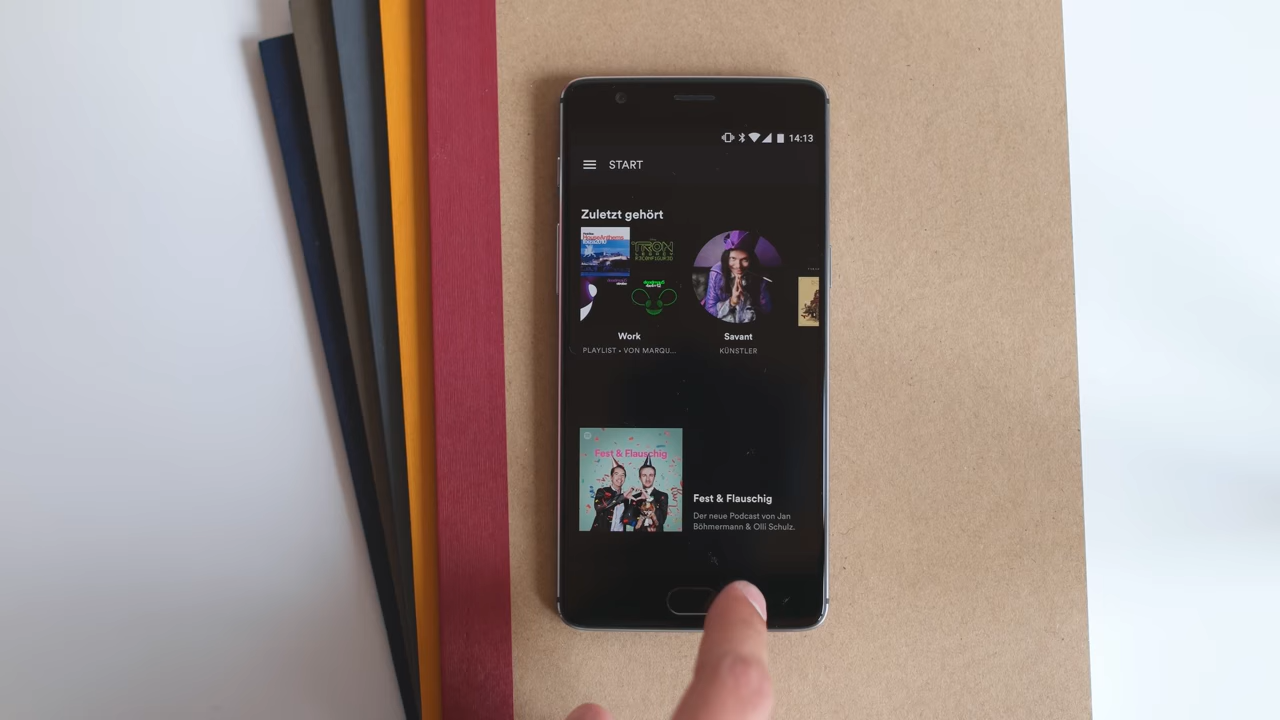 14:13
START
Zuletzt gehört
TRON
Work
Savant
PLAYLIST • VON MARQU...
KÜNSTLER
Fest & Flauschig
Fest & Flauschig
Der neue Podcast von Jan
Böhmermann & Olli Schulz.